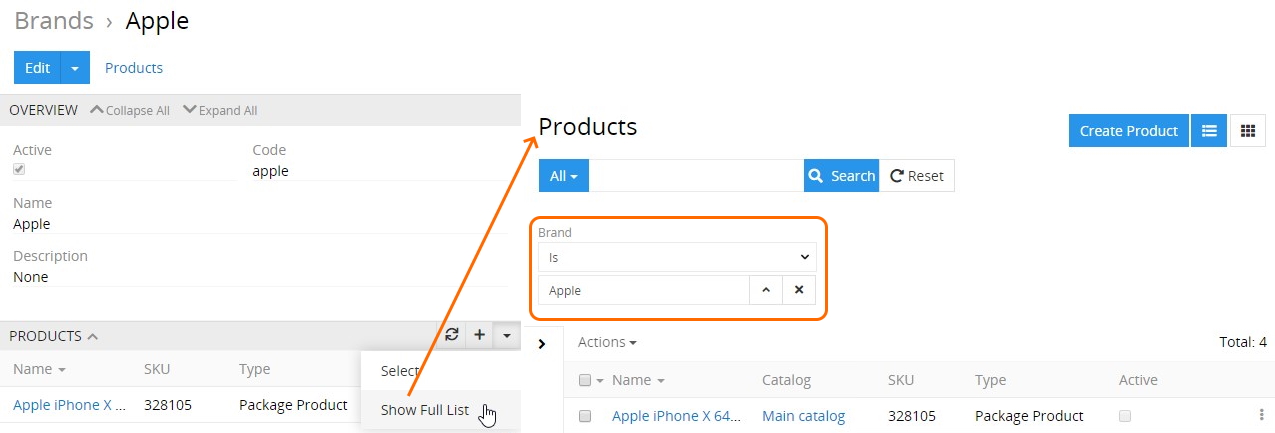 Brands › Apple
Edit Products
OVERVIEW Collapse All Expand All
Active Code
apple
Name
Apple
Description
None
PRODUCTS
Select
Show Full List
Name SKU Type
Apple iPhone X ... 328105 Package Product
Products
Create Product
All Search Reset
Brand
Is
Apple
Actions Total: 4
Name Catalog SKU Type Active
Apple iPhone X 64... Main catalog 328105 Package Product